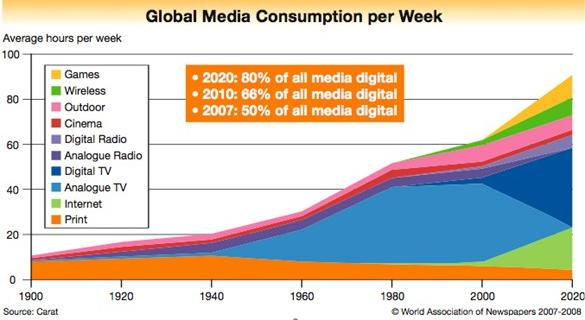 Global Media Consumption per Week
Average hours per week
100
80
60
40
20
0
Games
Wireless
Outdoor
Cinema
Digital Radio
Analogue Radio
Digital TV
Analogue TV
Internet
Print
• 2020: 80% of all media digital
• 2010: 66% of all media digital
• 2007: 50% of all media digital
1900 1920 1940 1960 1980 2000 2020
Source: Carat © World Association of Newspapers 2007-2008